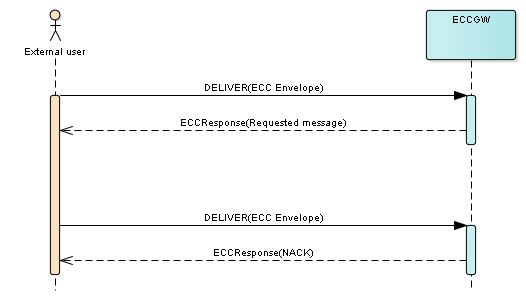 ECCGW
External user
DELIVER(ECC Envelope)
ECCResponse(Requested message)
DELIVER(ECC Envelope)
ECCResponse(NACK)